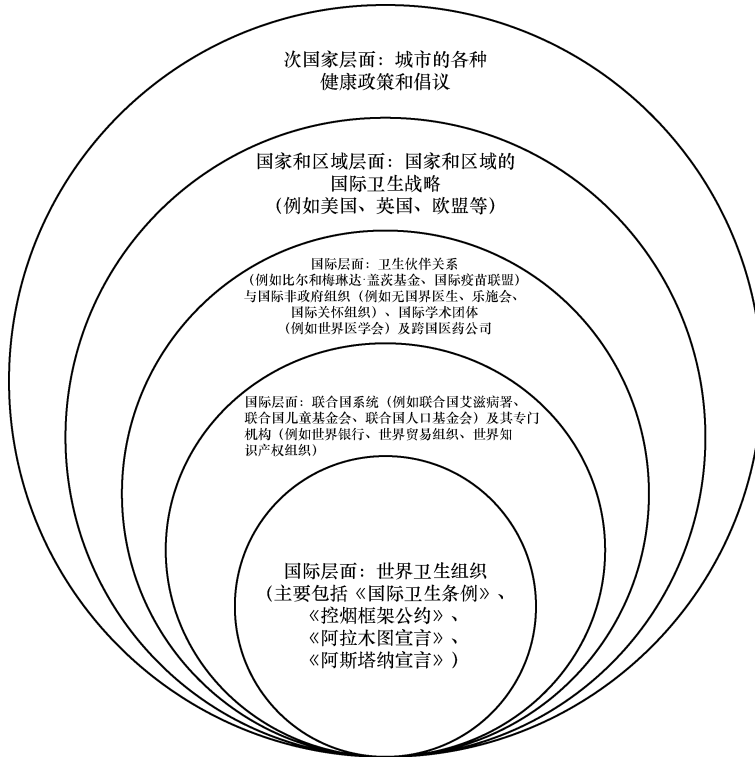 次国家层面：城市的各种
健康政策和倡议
国家和区域层面：国家和区域的
国际卫生战略
（例如美国、英国、欧盟等）
国际层面：卫生伙伴关系
（例如比尔和梅琳达·盖茨基金、国际疫苗联盟）
与国际非政府组织（例如无国界医生、乐施会、
国际关怀组织）、国际学术团体
（例如世界医学会）及跨国医药公司
国际层面：联合国系统（例如联合国艾滋病署、
联合国儿童基金会、联合国人口基金会）及其专门
机构（例如世界银行、世界贸易组织、世界知
识产权组织）
国际层面：世界卫生组织
（主要包括《国际卫生条例》、
《控烟框架公约》、
《阿拉木图宣言》、
《阿斯塔纳宣言》）